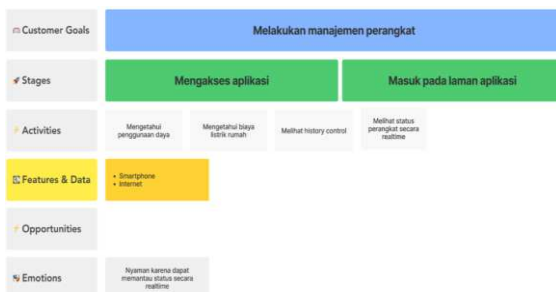 Customer Goals
Melakukan manajemen perangkat
Stages
Mengakses aplikasi
Masuk pada laman aplikasi
Activities
Mengetahui
penggunaan daya
Mengetahui biaya
listrik rumah
Melihat history control
Melihat status
perangkat secara
realtime
Features & Data
• Smartphone
• Internet
Opportunities
Emotions
Nyaman karena dapat
memantau status secara
realtime